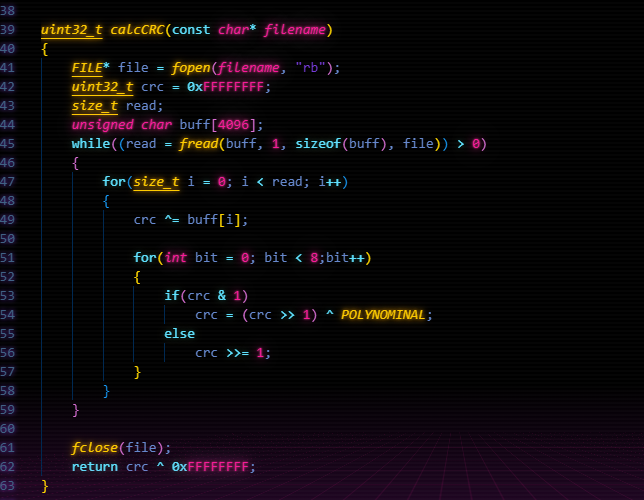 38
39 uint32_t calcCRC(const char* filename)
40 {
41     FILE* file = fopen(filename, "rb");
42     uint32_t crc = 0xFFFFFFFF;
43     size_t read;
44     unsigned char buff[4096];
45     while((read = fread(buff, 1, sizeof(buff), file)) > 0)
46     {
47         for(size_t i = 0; i < read; i++)
48         {
49             crc ^= buff[i];
50
51             for(int bit = 0; bit < 8;bit++)
52             {
53                 if(crc & 1)
54                     crc = (crc >> 1) ^ POLYNOMINAL;
55                 else
56                     crc >>= 1;
57             }
58         }
59     }
60
61     fclose(file);
62     return crc ^ 0xFFFFFFFF;
63 }